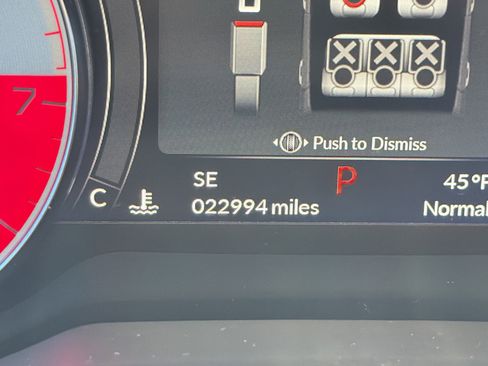 7
Push to Dismiss
SE
P
45°F
C
022994 miles
Normal